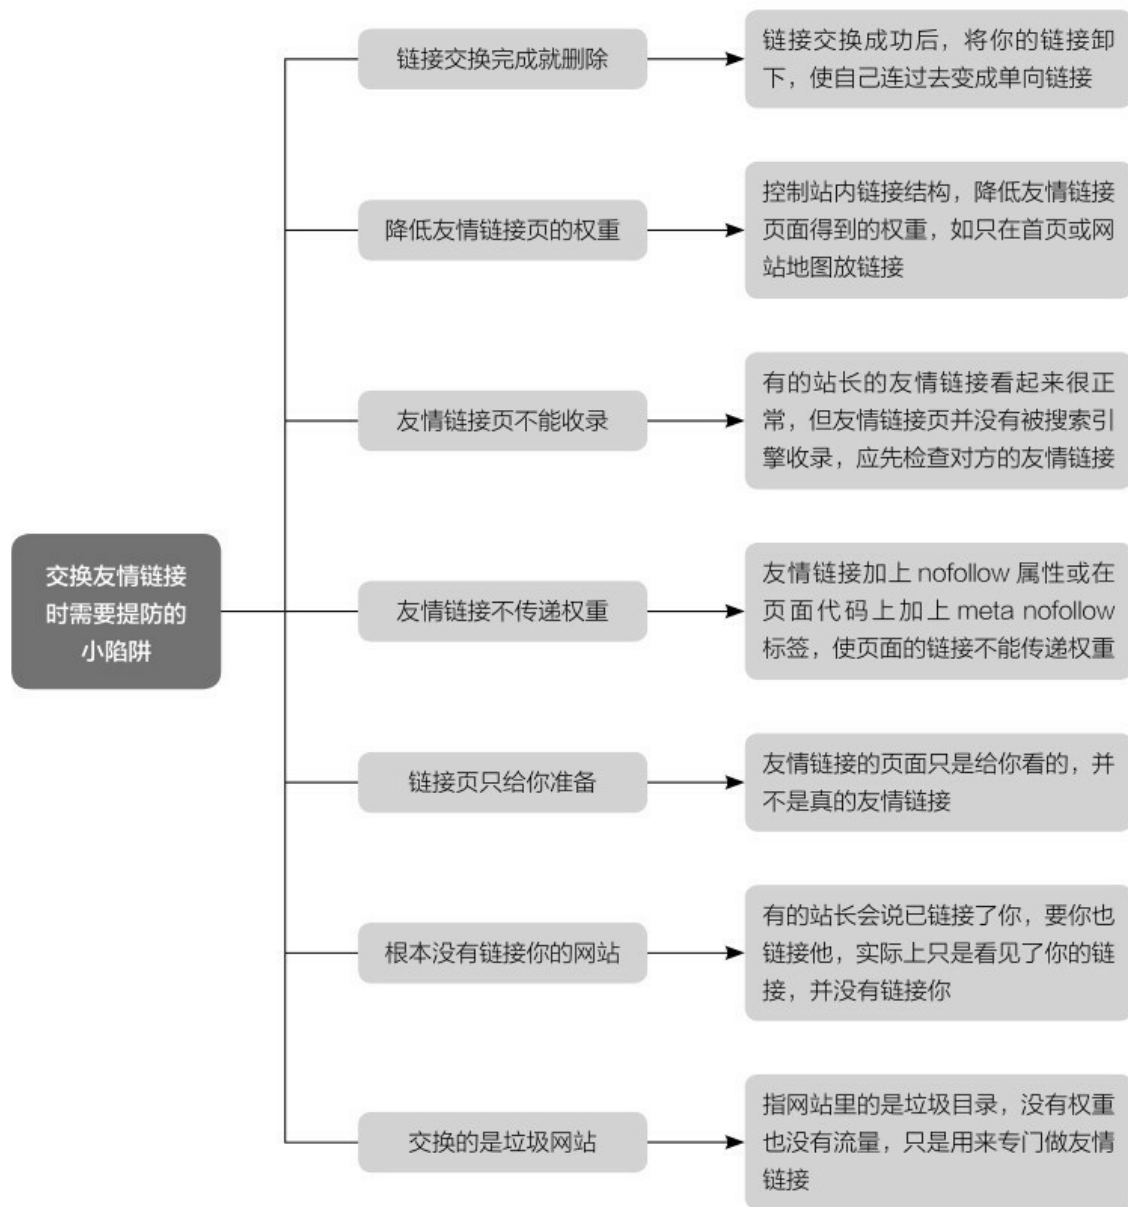 链接交换完成就删除
链接交换成功后，将你的链接卸
下，使自己连过去变成单向链接
降低友情链接页的权重
控制站内链接结构，降低友情链接
页面得到的权重，如只在首页或网
站地图放链接
友情链接页不能收录
有的站长的友情链接看起来很正
常，但友情链接页并没有被搜索引
擎收录，应先检查对方的友情链接
交换友情链接
时需要提防的
小陷阱
友情链接不传递权重
友情链接加上 nofollow 属性或在
页面代码上加上 meta nofollow
标签，使页面的链接不能传递权重
链接页只给你准备
友情链接的页面只是给你看的，并
不是真的友情链接
根本没有链接你的网站
有的站长会说已链接了你，要你也
链接他，实际上只是看见了你的链
接，并没有链接你
交换的是垃圾网站
指网站里的是垃圾目录，没有权重
也没有流量，只是用来专门做友情
链接